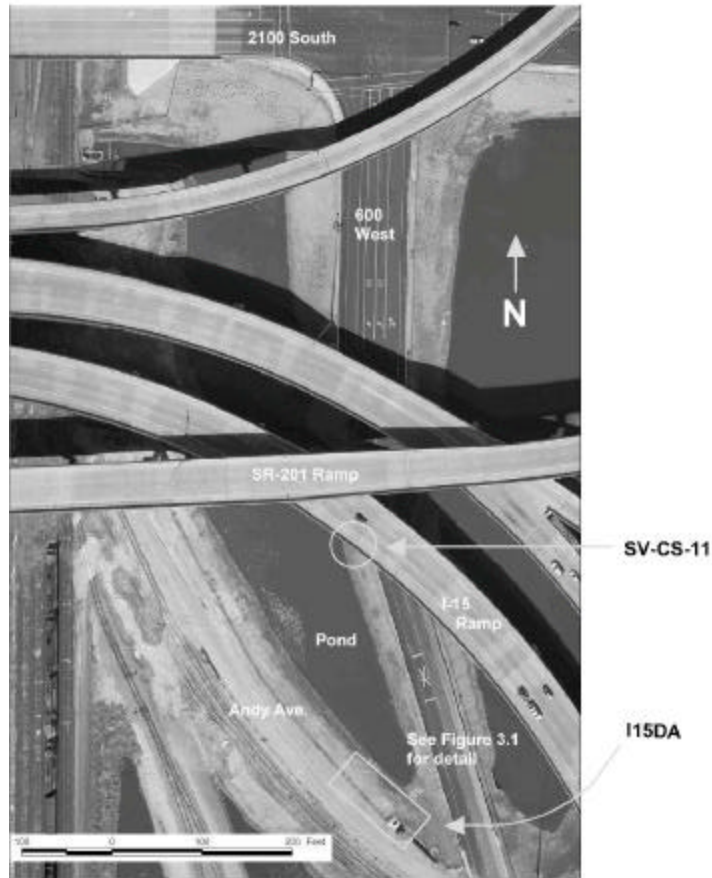 2100 South
600
West
N
SR-201 Ramp
SV-CS-11
I-15
Ramp
Pond
Andy Ave.
I15DA
See Figure 3.1
for detail
100 0 100 200 Feet